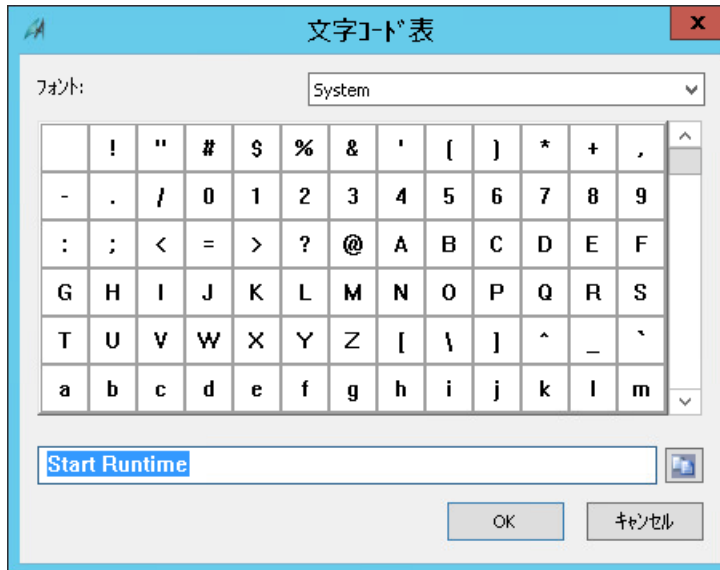 文字ｺｰﾄﾞ表
x
ﾌｫﾝﾄ:
System
! " # $ % & ' ( ) * + ,
- . / 0 1 2 3 4 5 6 7 8 9
: ; < = > ? @ A B C D E F
G H I J K L M N O P Q R S
T U V W X Y Z [ \ ] ^ _ `
a b c d e f g h i j k l m
Start Runtime
OK
ｷｬﾝｾﾙ